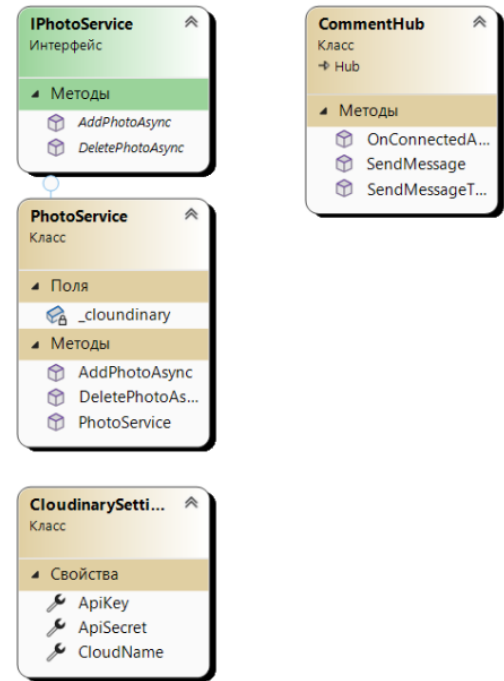 IPhotoService
Интерфейс
Методы
AddPhotoAsync
DeletePhotoAsync
PhotoService
Класс
Поля
_cloundinary
Методы
AddPhotoAsync
DeletePhotoAs...
PhotoService
CloudinarySetti...
Класс
Свойства
ApiKey
ApiSecret
CloudName
CommentHub
Класс
Hub
Методы
OnConnectedA...
SendMessage
SendMessageT...